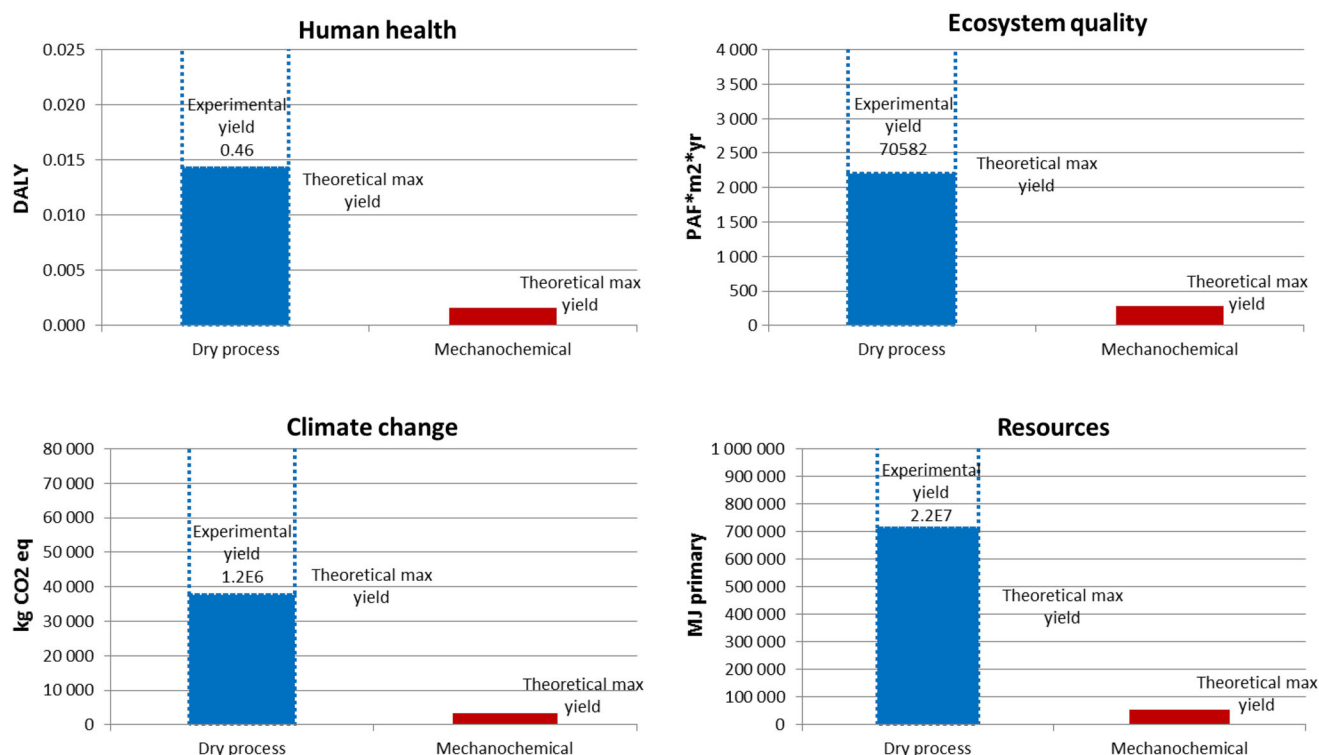 Human health
0.025
0.020
0.015
0.010
0.005
0.000
DALY
Experimental
yield
0.46
Theoretical max
yield
Theoretical max
yield
Dry process
Mechanochemical
Ecosystem quality
4 000
3 500
3 000
2 500
2 000
1 500
1 000
500
0
PAF*m2*yr
Experimental
yield
70582
Theoretical max
yield
Theoretical max
yield
Dry process
Mechanochemical
Climate change
80 000
70 000
60 000
50 000
40 000
30 000
20 000
10 000
0
kg CO2 eq
Experimental
yield
1.2E6
Theoretical max
yield
Theoretical max
yield
Dry process
Mechanochemical
Resources
1 000 000
900 000
800 000
700 000
600 000
500 000
400 000
300 000
200 000
100 000
0
MJ primary
Experimental
yield
2.2E7
Theoretical max
yield
Theoretical max
yield
Dry process
Mechanochemical